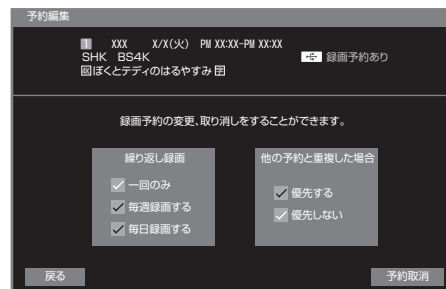 予約編集
1 XXX X/X(火) PM XX:XX-PM XX:XX
SHK BS4K
録画予約あり
ぼくとテディのはるやすみ
録画予約の変更、取り消しをすることができます。
繰り返し録画
一回のみ
毎週録画する
毎日録画する
他の予約と重複した場合
優先する
優先しない
戻る
予約取消